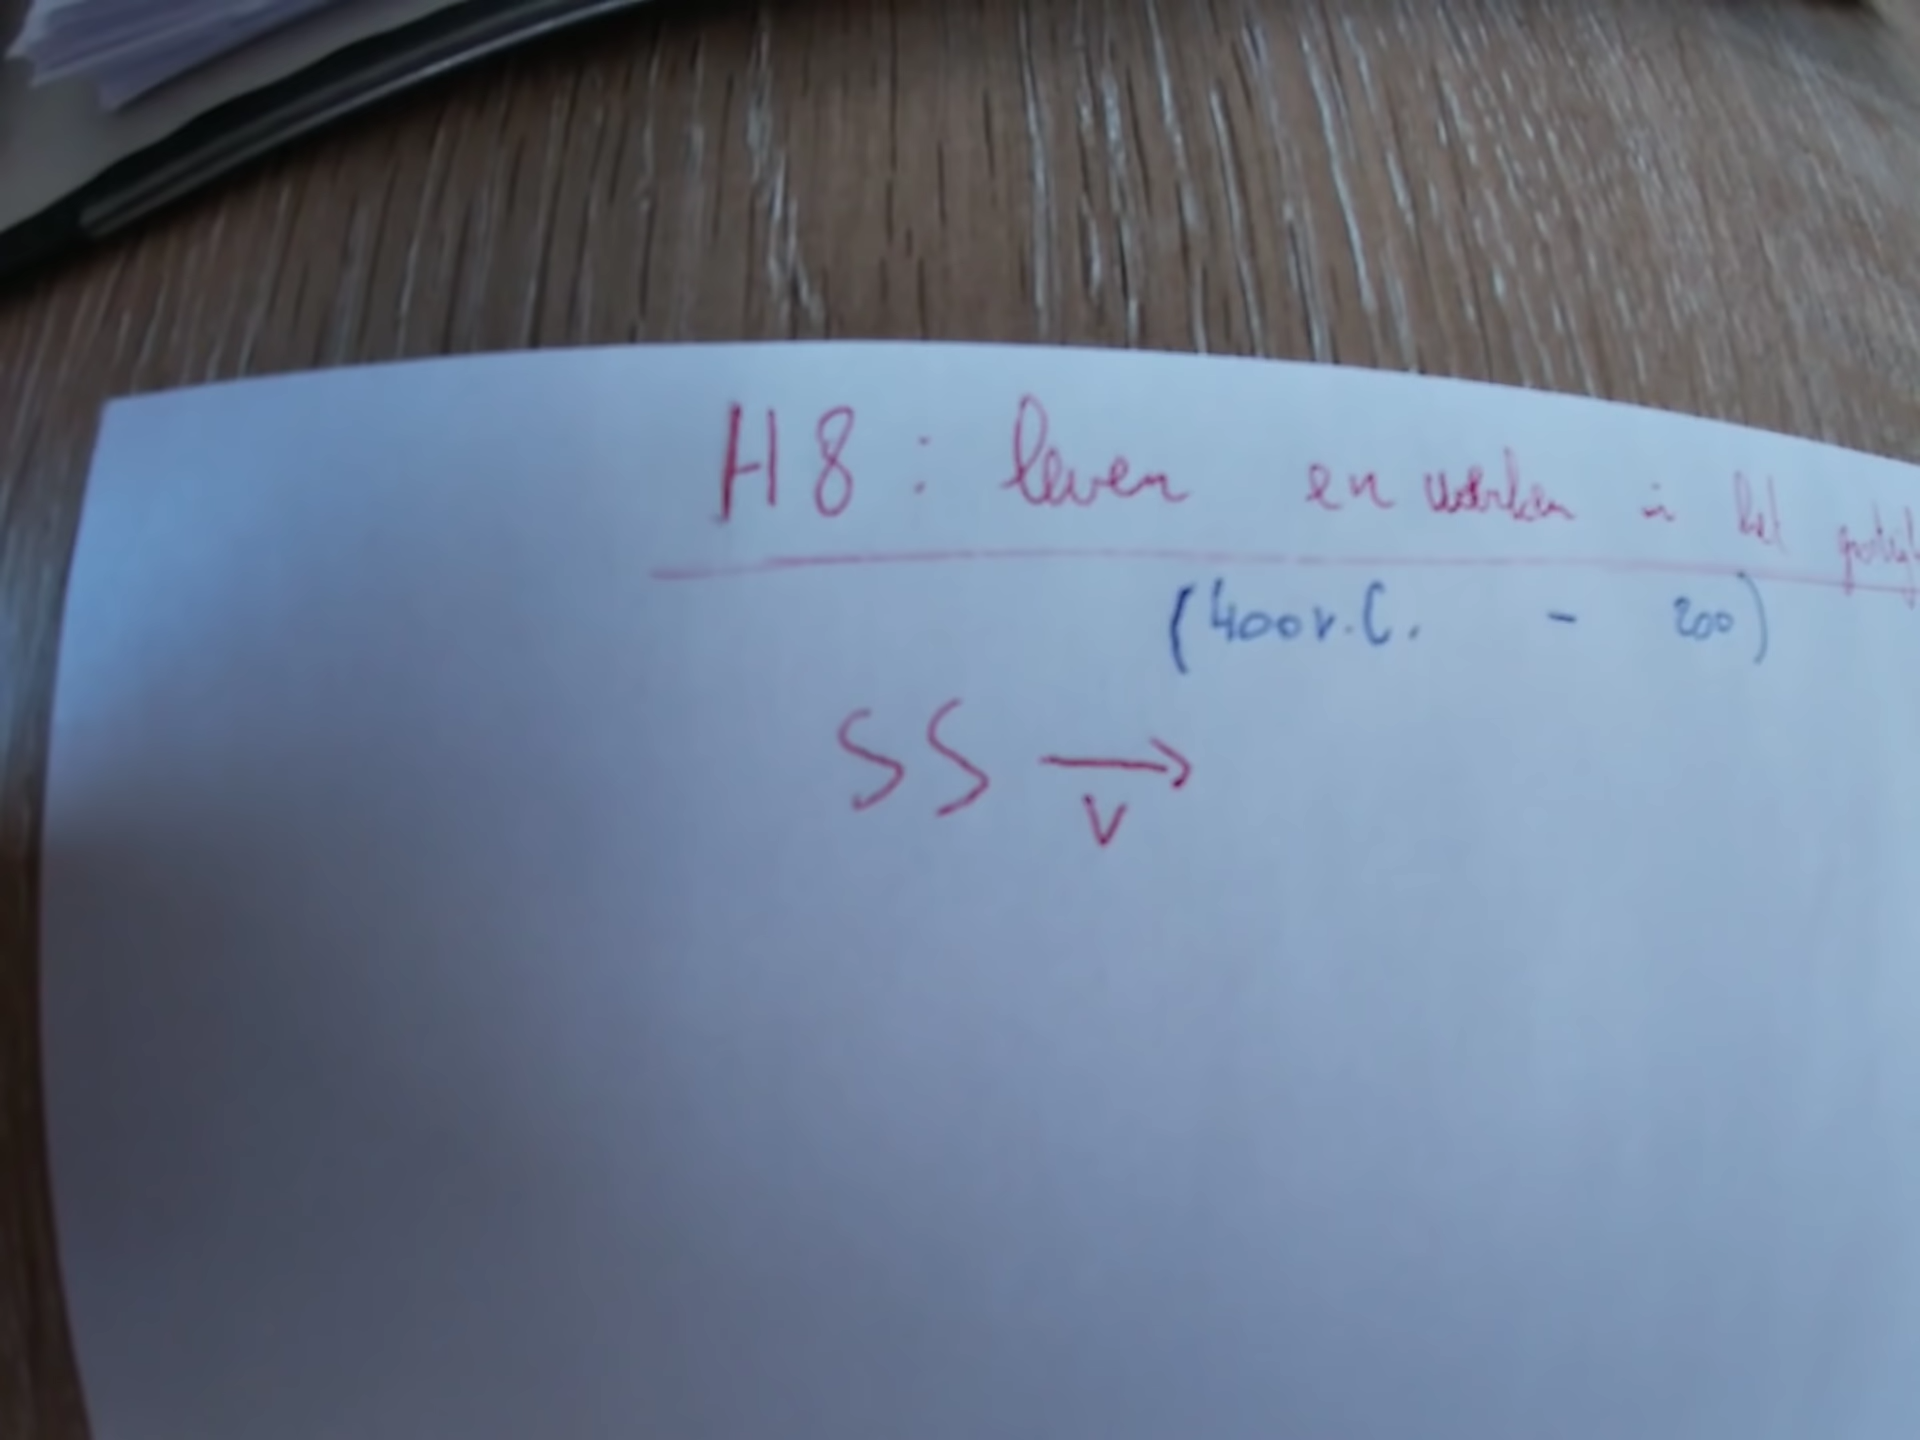 H8: leven en werken in het
(400 v.C. - 200)
SS →
V